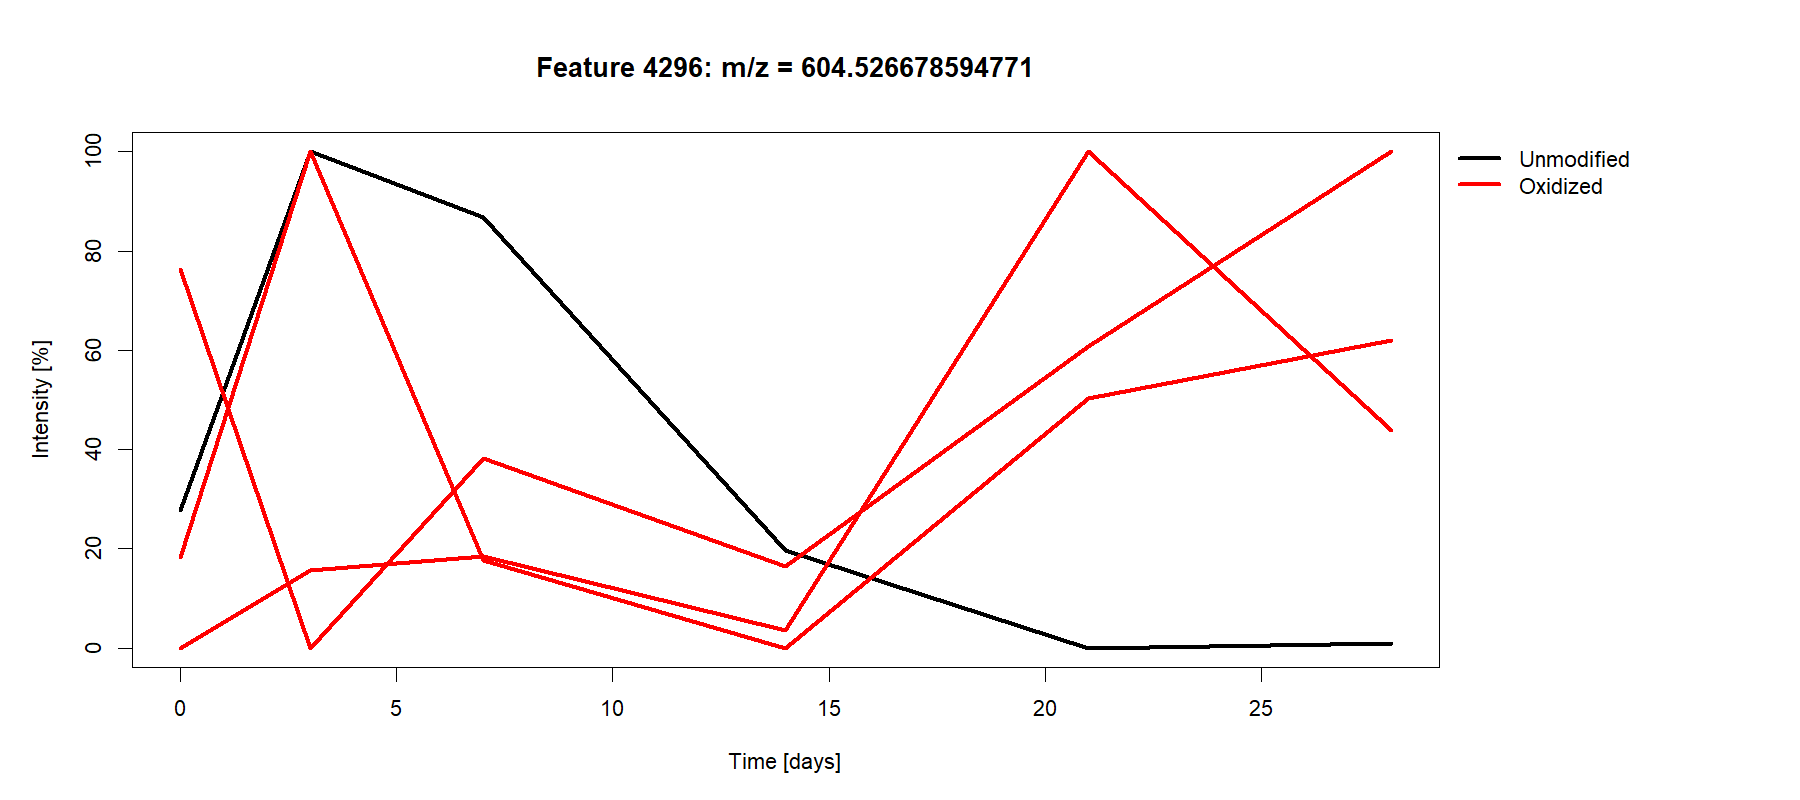 Feature 4296: m/z = 604.526678594771
Unmodified
Oxidized
Intensity [%]
100
80
60
40
20
0
0 5 10 15 20 25
Time [days]